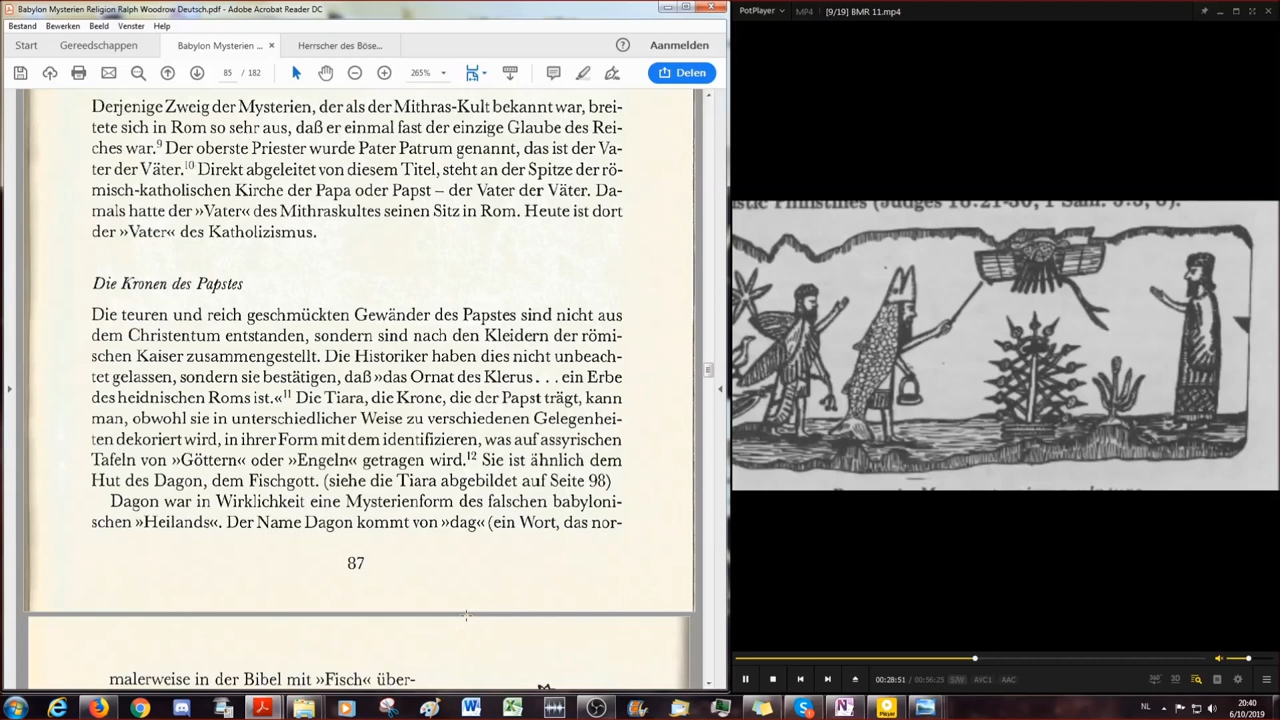 Babylon Mysterien Religion Ralph Woodrow Deutsch.pdf - Adobe Acrobat Reader DC
Bestand Bewerken Beeld Venster Help
Start Gereedschappen Babylon Mysterien ... × Herrscher des Böse... Aanmelden
85 / 182 265% Delen
Derjenige Zweig der Mysterien, der als der Mithras-Kult bekannt war, brei-
tete sich in Rom so sehr aus, daß er einmal fast der einzige Glaube des Rei-
ches war.⁹ Der oberste Priester wurde Pater Patrum genannt, das ist der Va-
ter der Väter.¹⁰ Direkt abgeleitet von diesem Titel, steht an der Spitze der rö-
misch-katholischen Kirche der Papa oder Papst – der Vater der Väter. Da-
mals hatte der »Vater« des Mithraskultes seinen Sitz in Rom. Heute ist dort
der »Vater« des Katholizismus.
Die Kronen des Papstes
Die teuren und reich geschmückten Gewänder des Papstes sind nicht aus
dem Christentum entstanden, sondern sind nach den Kleidern der römi-
schen Kaiser zusammengestellt. Die Historiker haben dies nicht unbeach-
tet gelassen, sondern sie bestätigen, daß »das Ornat des Klerus . . . ein Erbe
des heidnischen Roms ist.«¹¹ Die Tiara, die Krone, die der Papst trägt, kann
man, obwohl sie in unterschiedlicher Weise zu verschiedenen Gelegenhei-
ten dekoriert wird, in ihrer Form mit dem identifizieren, was auf assyrischen
Tafeln von »Göttern« oder »Engeln« getragen wird.¹² Sie ist ähnlich dem
Hut des Dagon, dem Fischgott. (siehe die Tiara abgebildet auf Seite 98)
Dagon war in Wirklichkeit eine Mysterienform des falschen babyloni-
schen »Heilands«. Der Name Dagon kommt von »dag« (ein Wort, das nor-
87
malerweise in der Bibel mit »Fisch« über-
PotPlayer MP4 [9/19] BMR 11.mp4
00:28:51 / 00:56:25 S/W AVC1 AAC
360° 3D
NL 20:40
6/10/2019